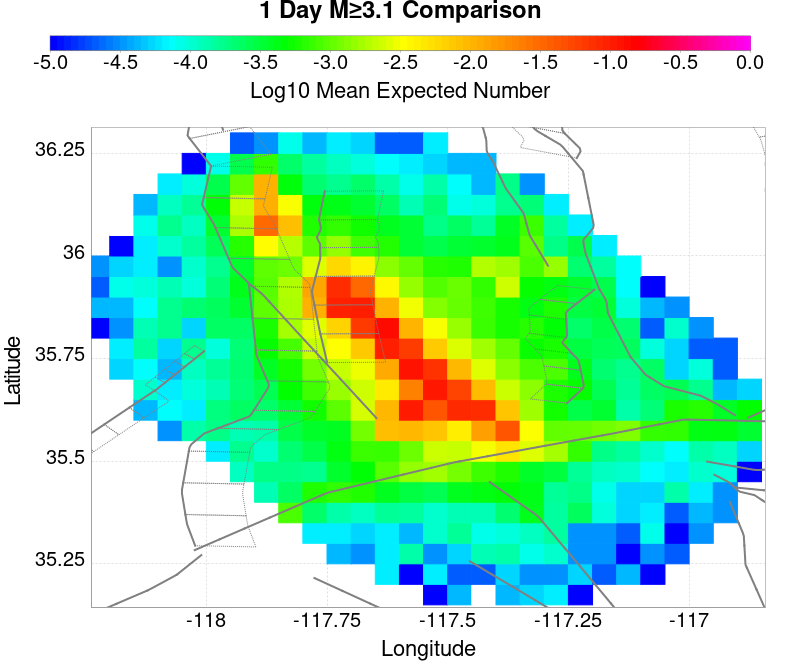 1 Day M≥3.1 Comparison
-5.0 -4.5 -4.0 -3.5 -3.0 -2.5 -2.0 -1.5 -1.0 -0.5 0.0
Log10 Mean Expected Number
36.25
36
35.75
35.5
35.25
Latitude
-118 -117.75 -117.5 -117.25 -117
Longitude